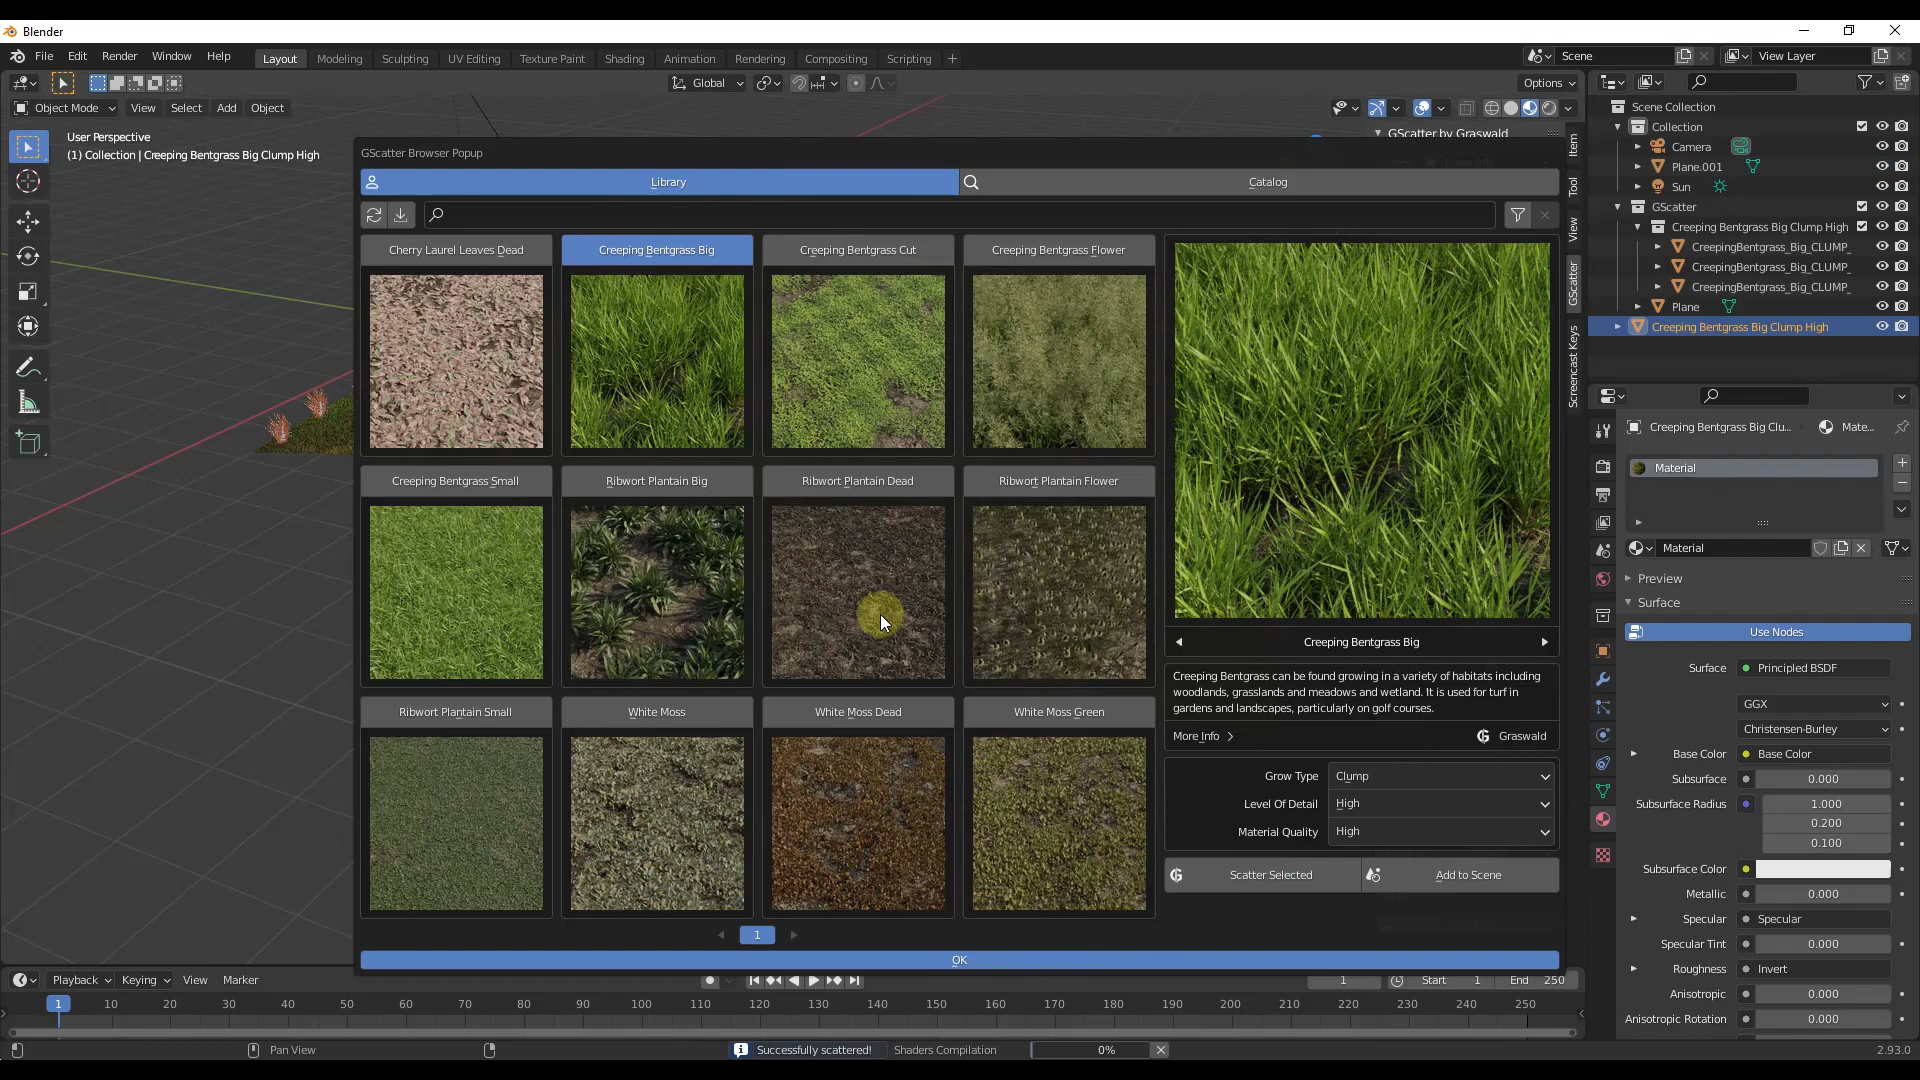 Blender
File Edit Render Window Help Layout Modeling Sculpting UV Editing Texture Paint Shading Animation Rendering Compositing Scripting + Scene View Layer
Global Options
Object Mode View Select Add Object
User Perspective
(1) Collection | Creeping Bentgrass Big Clump High
GScatter by Graswald
Item
Tool
View
GScatter
Screencast Keys
GScatter Browser Popup
Library Catalog
Cherry Laurel Leaves Dead Creeping Bentgrass Big Creeping Bentgrass Cut Creeping Bentgrass Flower
Creeping Bentgrass Small Ribwort Plantain Big Ribwort Plantain Dead Ribwort Plantain Flower
Ribwort Plantain Small White Moss White Moss Dead White Moss Green
1
OK
Creeping Bentgrass Big
Creeping Bentgrass can be found growing in a variety of habitats including
woodlands, grasslands and meadows and wetland. It is used for turf in
gardens and landscapes, particularly on golf courses.
More Info Graswald
Grow Type Clump
Level Of Detail High
Material Quality High
Scatter Selected Add to Scene
Scene Collection
Collection
Camera
Plane.001
Sun
GScatter
Creeping Bentgrass Big Clump High
CreepingBentgrass_Big_CLUMP_
CreepingBentgrass_Big_CLUMP_
CreepingBentgrass_Big_CLUMP_
Plane
Creeping Bentgrass Big Clump High
Creeping Bentgrass Big Clu... Mate...
Material
Material
Preview
Surface
Use Nodes
Surface Principled BSDF
GGX
Christensen-Burley
Base Color Base Color
Subsurface 0.000
Subsurface Radius 1.000
0.200
0.100
Subsurface Color
Metallic 0.000
Specular Specular
Specular Tint 0.000
Roughness Invert
Anisotropic 0.000
Anisotropic Rotation 0.000
Playback Keying View Marker 1 Start 1 End 250
1 10 20 30 40 50 60 70 80 90 100 110 120 130 140 150 160 170 180 190 200 210 220 230 240 250
Pan View Successfully scattered! Shaders Compilation 0% 2.93.0